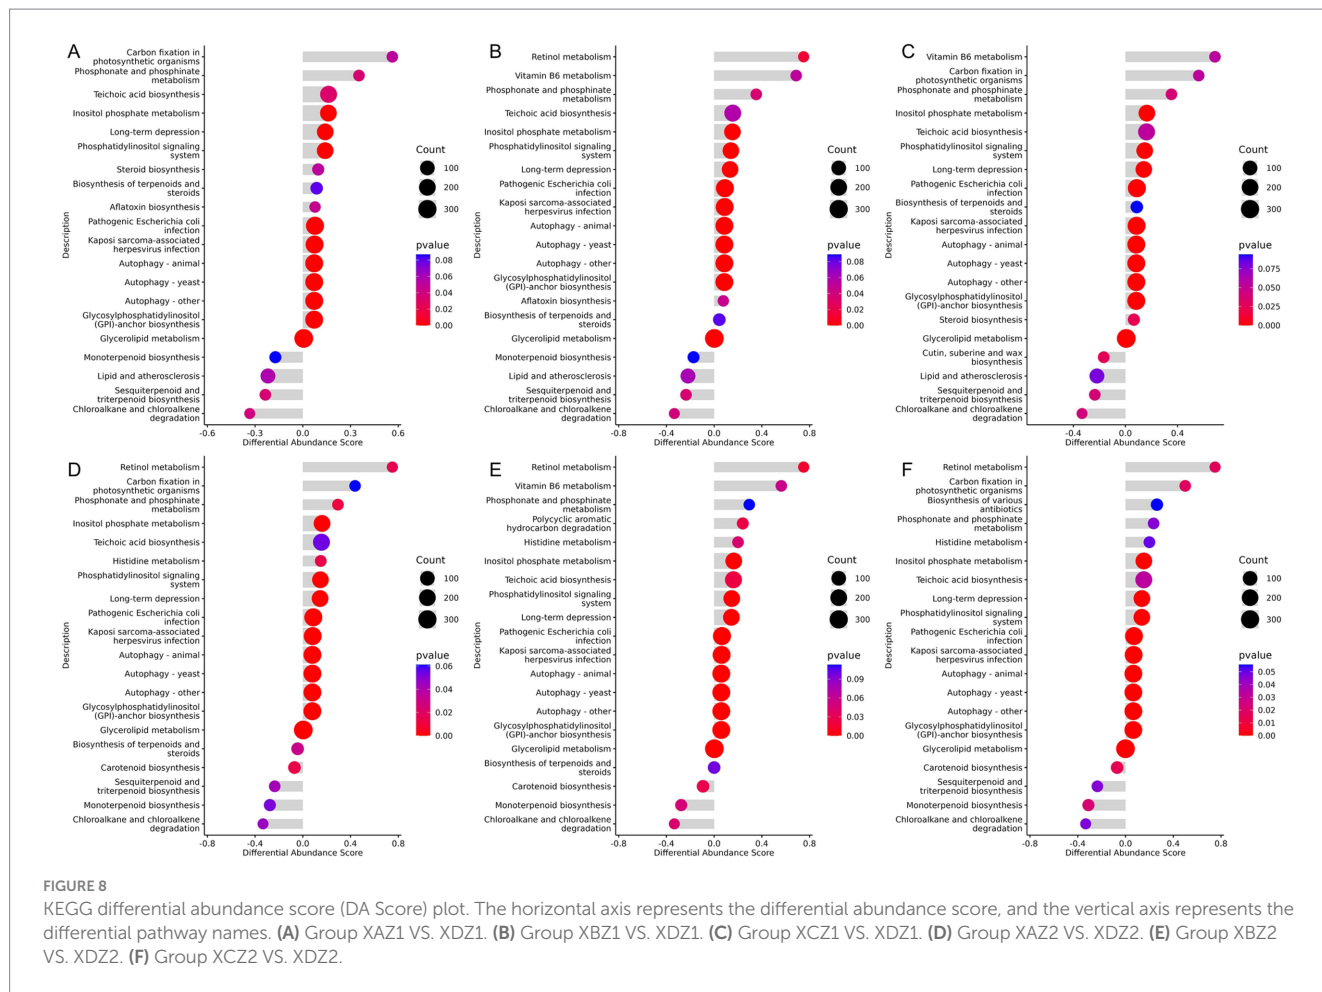 A
Carbon fixation in
photosynthetic organisms
Phosphonate and phosphinate
metabolism
Teichoic acid biosynthesis
Inositol phosphate metabolism
Long-term depression
Phosphatidylinositol signaling
system
Steroid biosynthesis
Biosynthesis of terpenoids and
steroids
Aflatoxin biosynthesis
Pathogenic Escherichia coli
infection
Kaposi sarcoma-associated
herpesvirus infection
Autophagy - animal
Autophagy - yeast
Autophagy - other
Glycosylphosphatidylinositol
(GPI)-anchor biosynthesis
Glycerolipid metabolism
Monoterpenoid biosynthesis
Lipid and atherosclerosis
Sesquiterpenoid and
triterpenoid biosynthesis
Chloroalkane and chloroalkene
degradation
Description
-0.6 -0.3 0.0 0.3 0.6
Differential Abundance Score
Count
100
200
300
pvalue
0.08
0.06
0.04
0.02
0.00
B
Retinol metabolism
Vitamin B6 metabolism
Phosphonate and phosphinate
metabolism
Teichoic acid biosynthesis
Inositol phosphate metabolism
Phosphatidylinositol signaling
system
Long-term depression
Pathogenic Escherichia coli
infection
Kaposi sarcoma-associated
herpesvirus infection
Autophagy - animal
Autophagy - yeast
Autophagy - other
Glycosylphosphatidylinositol
(GPI)-anchor biosynthesis
Aflatoxin biosynthesis
Biosynthesis of terpenoids and
steroids
Glycerolipid metabolism
Monoterpenoid biosynthesis
Lipid and atherosclerosis
Sesquiterpenoid and
triterpenoid biosynthesis
Chloroalkane and chloroalkene
degradation
Description
-0.8 -0.4 0.0 0.4 0.8
Differential Abundance Score
Count
100
200
300
pvalue
0.08
0.06
0.04
0.02
0.00
C
Vitamin B6 metabolism
Carbon fixation in
photosynthetic organisms
Phosphonate and phosphinate
metabolism
Inositol phosphate metabolism
Teichoic acid biosynthesis
Phosphatidylinositol signaling
system
Long-term depression
Pathogenic Escherichia coli
infection
Biosynthesis of terpenoids and
steroids
Kaposi sarcoma-associated
herpesvirus infection
Autophagy - animal
Autophagy - yeast
Autophagy - other
Glycosylphosphatidylinositol
(GPI)-anchor biosynthesis
Steroid biosynthesis
Glycerolipid metabolism
Cutin, suberine and wax
biosynthesis
Lipid and atherosclerosis
Sesquiterpenoid and
triterpenoid biosynthesis
Chloroalkane and chloroalkene
degradation
Description
-0.4 0.0 0.4
Differential Abundance Score
Count
100
200
300
pvalue
0.075
0.050
0.025
0.000
D
Retinol metabolism
Carbon fixation in
photosynthetic organisms
Phosphonate and phosphinate
metabolism
Inositol phosphate metabolism
Teichoic acid biosynthesis
Histidine metabolism
Phosphatidylinositol signaling
system
Long-term depression
Pathogenic Escherichia coli
infection
Kaposi sarcoma-associated
herpesvirus infection
Autophagy - animal
Autophagy - yeast
Autophagy - other
Glycosylphosphatidylinositol
(GPI)-anchor biosynthesis
Glycerolipid metabolism
Biosynthesis of terpenoids and
steroids
Carotenoid biosynthesis
Sesquiterpenoid and
triterpenoid biosynthesis
Monoterpenoid biosynthesis
Chloroalkane and chloroalkene
degradation
Description
-0.8 -0.4 0.0 0.4 0.8
Differential Abundance Score
Count
100
200
300
pvalue
0.06
0.04
0.02
0.00
E
Retinol metabolism
Vitamin B6 metabolism
Phosphonate and phosphinate
metabolism
Polycyclic aromatic
hydrocarbon degradation
Histidine metabolism
Inositol phosphate metabolism
Teichoic acid biosynthesis
Phosphatidylinositol signaling
system
Long-term depression
Pathogenic Escherichia coli
infection
Kaposi sarcoma-associated
herpesvirus infection
Autophagy - animal
Autophagy - yeast
Autophagy - other
Glycosylphosphatidylinositol
(GPI)-anchor biosynthesis
Glycerolipid metabolism
Biosynthesis of terpenoids and
steroids
Carotenoid biosynthesis
Monoterpenoid biosynthesis
Chloroalkane and chloroalkene
degradation
Description
-0.8 -0.4 0.0 0.4 0.8
Differential Abundance Score
Count
100
200
300
pvalue
0.09
0.06
0.03
0.00
F
Retinol metabolism
Carbon fixation in
photosynthetic organisms
Biosynthesis of various
antibiotics
Phosphonate and phosphinate
metabolism
Histidine metabolism
Inositol phosphate metabolism
Teichoic acid biosynthesis
Long-term depression
Phosphatidylinositol signaling
system
Pathogenic Escherichia coli
infection
Kaposi sarcoma-associated
herpesvirus infection
Autophagy - animal
Autophagy - yeast
Autophagy - other
Glycosylphosphatidylinositol
(GPI)-anchor biosynthesis
Glycerolipid metabolism
Carotenoid biosynthesis
Sesquiterpenoid and
triterpenoid biosynthesis
Monoterpenoid biosynthesis
Chloroalkane and chloroalkene
degradation
Description
-0.8 -0.4 0.0 0.4 0.8
Differential Abundance Score
Count
100
200
300
pvalue
0.05
0.04
0.03
0.02
0.01
0.00
FIGURE 8
KEGG differential abundance score (DA Score) plot. The horizontal axis represents the differential abundance score, and the vertical axis represents the
differential pathway names. (A) Group XAZ1 VS. XDZ1. (B) Group XBZ1 VS. XDZ1. (C) Group XCZ1 VS. XDZ1. (D) Group XAZ2 VS. XDZ2. (E) Group XBZ2
VS. XDZ2. (F) Group XCZ2 VS. XDZ2.